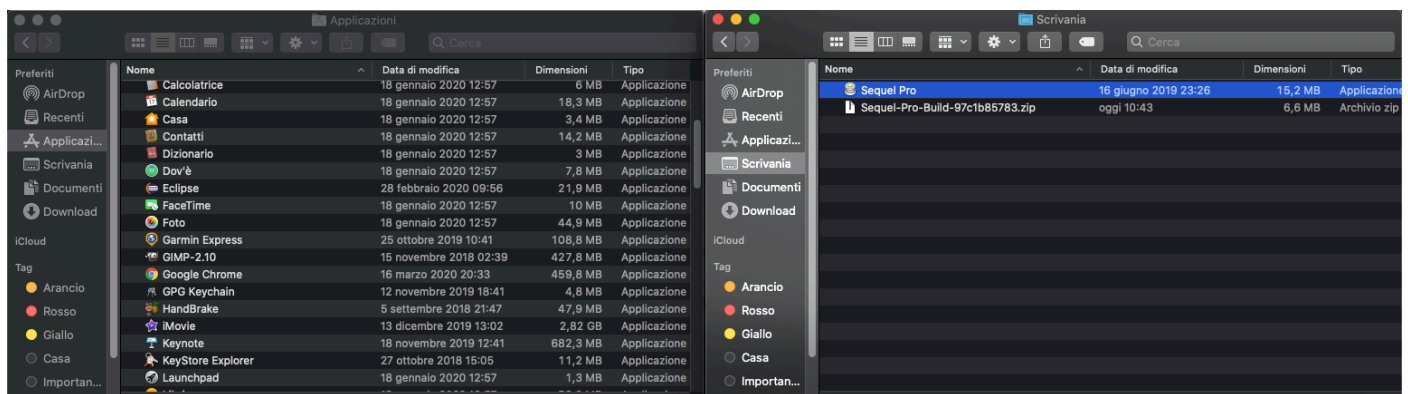 Applicazioni
Cerca
Preferiti
AirDrop
Recenti
Applicazi...
Scrivania
Documenti
Download
iCloud
Tag
Arancio
Rosso
Giallo
Casa
Importan...
Nome Data di modifica Dimensioni Tipo
Calcolatrice 18 gennaio 2020 12:57 6 MB Applicazione
Calendario 18 gennaio 2020 12:57 18,3 MB Applicazione
Casa 18 gennaio 2020 12:57 3,4 MB Applicazione
Contatti 18 gennaio 2020 12:57 14,2 MB Applicazione
Dizionario 18 gennaio 2020 12:57 3 MB Applicazione
Dov'è 18 gennaio 2020 12:57 7,8 MB Applicazione
Eclipse 28 febbraio 2020 09:56 21,9 MB Applicazione
FaceTime 18 gennaio 2020 12:57 10 MB Applicazione
Foto 18 gennaio 2020 12:57 44,9 MB Applicazione
Garmin Express 25 ottobre 2019 10:41 108,8 MB Applicazione
GIMP-2.10 15 novembre 2018 02:39 427,8 MB Applicazione
Google Chrome 16 marzo 2020 20:33 459,8 MB Applicazione
GPG Keychain 12 novembre 2019 18:41 4,8 MB Applicazione
HandBrake 5 settembre 2018 21:47 47,9 MB Applicazione
iMovie 13 dicembre 2019 13:02 2,82 GB Applicazione
Keynote 18 novembre 2019 12:41 682,3 MB Applicazione
KeyStore Explorer 27 ottobre 2018 15:05 11,2 MB Applicazione
Launchpad 18 gennaio 2020 12:57 1,3 MB Applicazione
Scrivania
Cerca
Preferiti
AirDrop
Recenti
Applicazi...
Scrivania
Documenti
Download
iCloud
Tag
Arancio
Rosso
Giallo
Casa
Importan...
Nome Data di modifica Dimensioni Tipo
Sequel Pro 16 giugno 2019 23:26 15,2 MB Applicazione
Sequel-Pro-Build-97c1b85783.zip oggi 10:43 6,6 MB Archivio zip